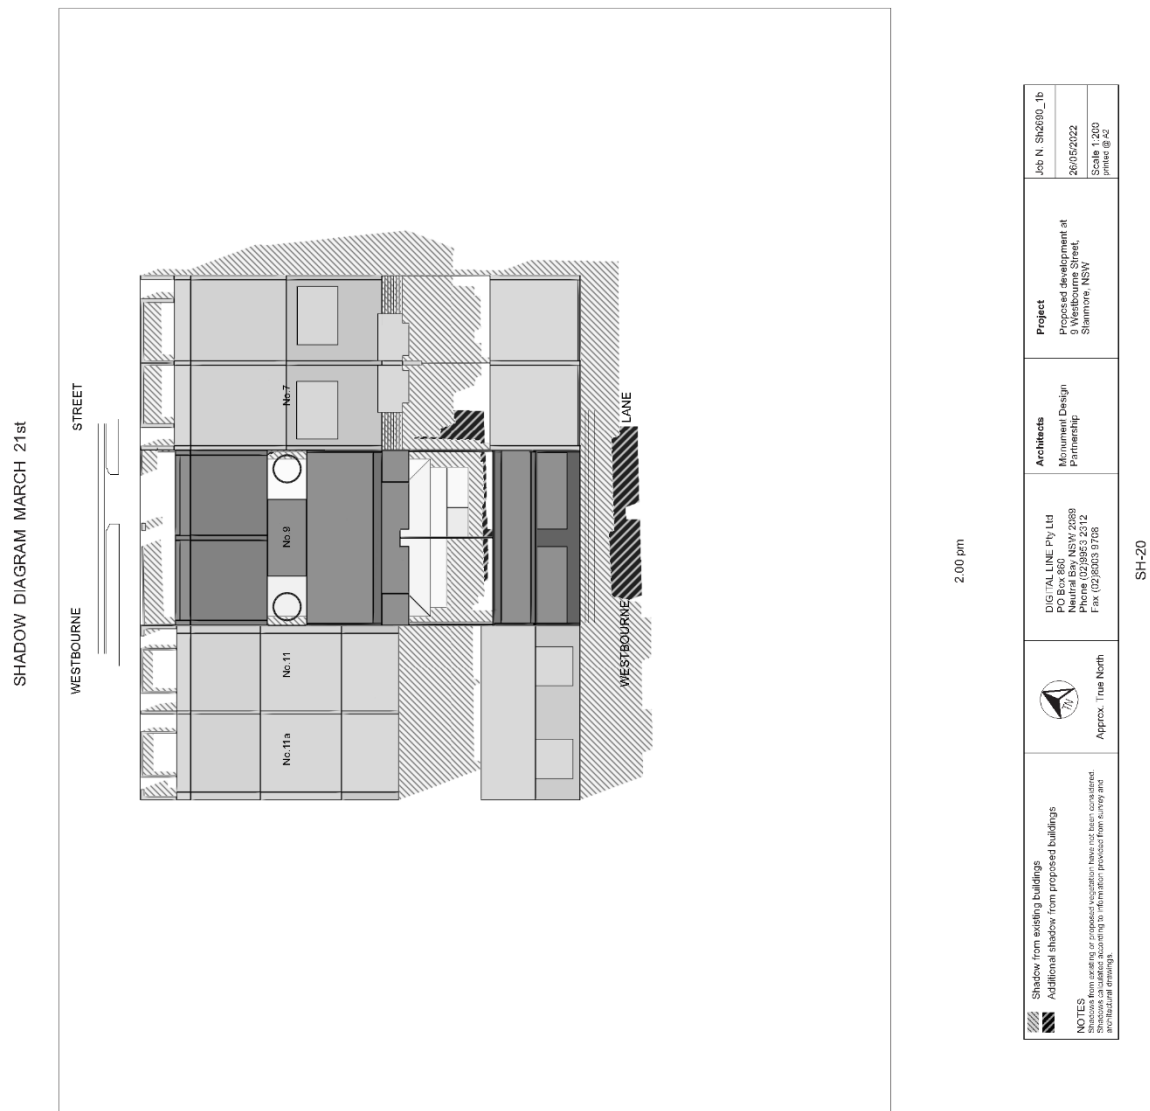 SHADOW DIAGRAM MARCH 21st
WESTBOURNE STREET
No.7
No.9
No.11
No.11a
WESTBOURNE LANE
2.00 pm
Shadow from existing buildings
Additional shadow from proposed buildings
NOTES
Shadows from existing or proposed vegetation have not been considered.
Shadows calculated according to information provided from survey and
architectural drawings.
TN
Approx. True North
DIGITAL LINE Pty Ltd
PO Box 860
Neutral Bay NSW 2089
Phone (02)9953 2312
Fax (02)8003 9708
Architects
Monument Design
Partnership
Project
Proposed development at
9 Westbourne Street,
Stanmore, NSW
Job N. Sh2690_1b
26/05/2022
Scale 1:200
printed @ A2
SH-20